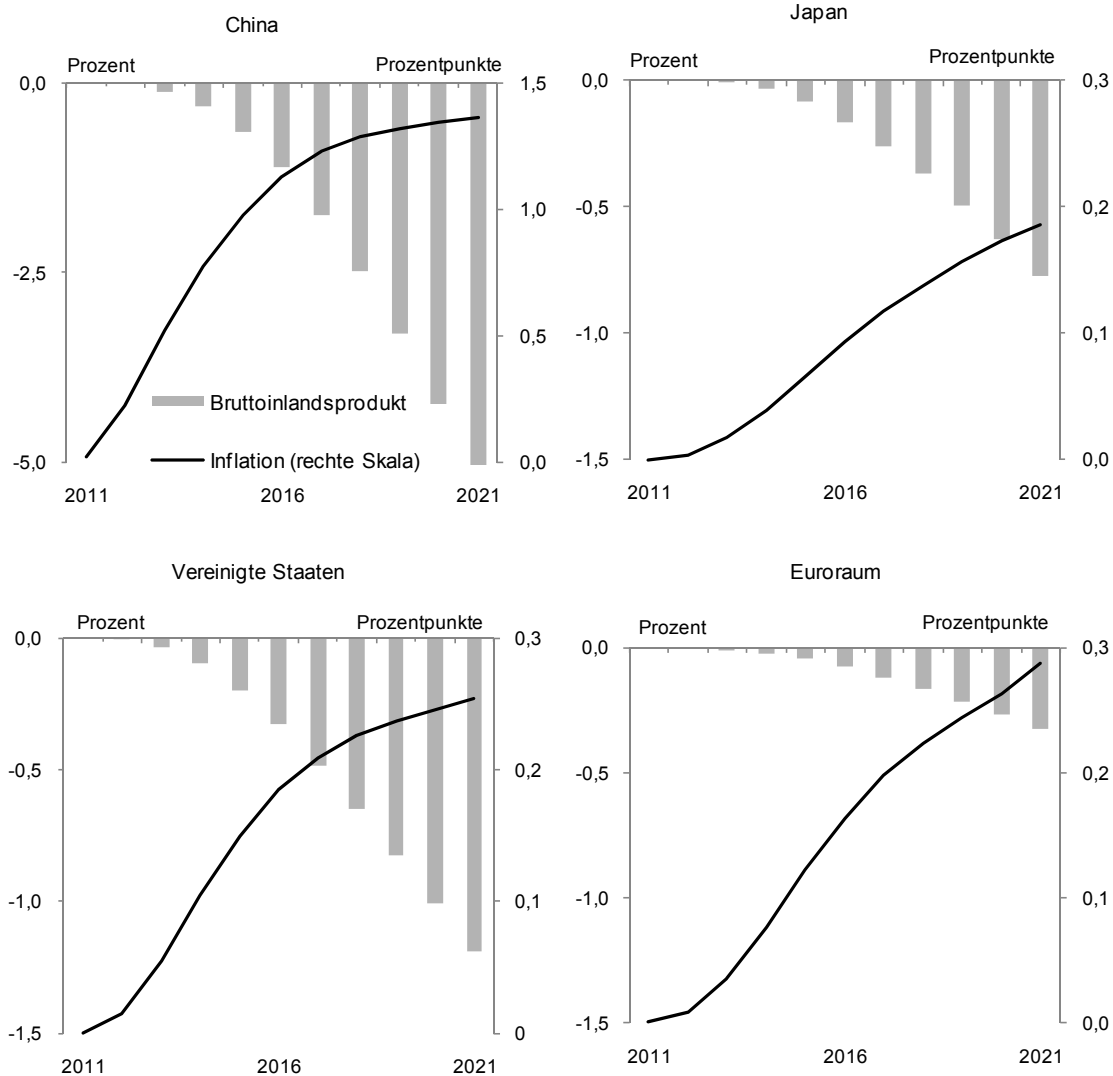 China
Prozent Prozentpunkte
0,0 1,5
1,0
-2,5
0,5
Bruttoinlandsprodukt
Inflation (rechte Skala)
-5,0 0,0
2011 2016 2021
Japan
Prozent Prozentpunkte
0,0 0,3
-0,5 0,2
-1,0 0,1
-1,5 0,0
2011 2016 2021
Vereinigte Staaten
Prozent Prozentpunkte
0,0 0,3
-0,5 0,2
-1,0 0,1
-1,5 0
2011 2016 2021
Euroraum
Prozent Prozentpunkte
0,0 0,3
-0,5 0,2
-1,0 0,1
-1,5 0,0
2011 2016 2021